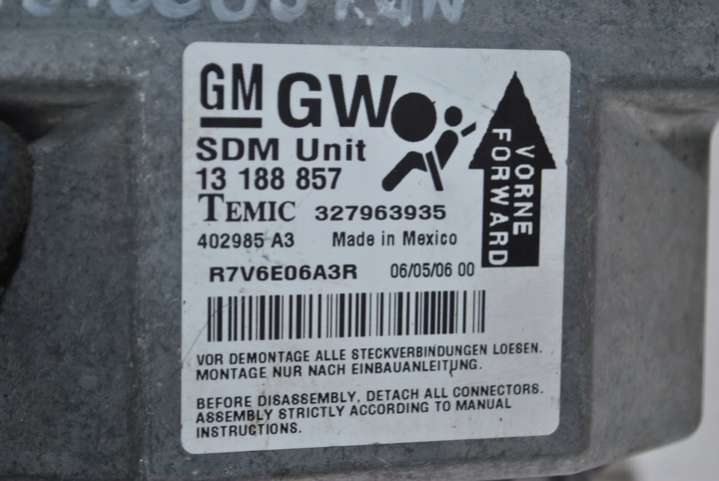 GM GW
SDM Unit
13 188 857
TEMIC 327963935
402985 A3 Made in Mexico
R7V6E06A3R 06/05/06 00
VORNE
FORWARD
VOR DEMONTAGE ALLE STECKVERBINDUNGEN LOESEN.
MONTAGE NUR NACH EINBAUANLEITUNG.
BEFORE DISASSEMBLY, DETACH ALL CONNECTORS.
ASSEMBLY STRICTLY ACCORDING TO MANUAL
INSTRUCTIONS.